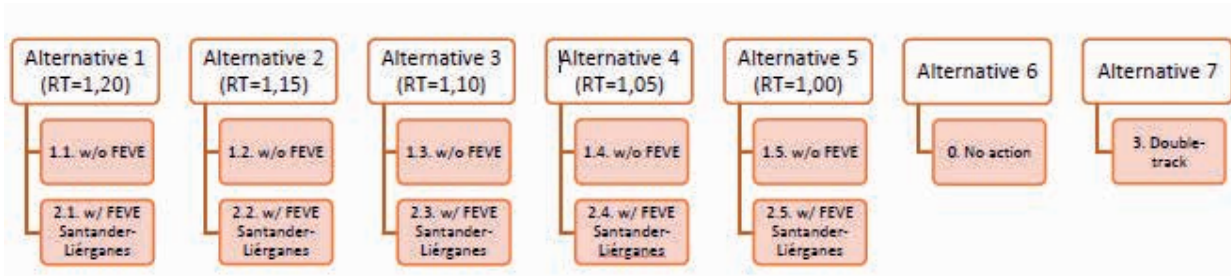 Alternative 1
(RT=1,20)
1.1. w/o FEVE
2.1. w/ FEVE
Santander-
Liérganes
Alternative 2
(RT=1,15)
1.2. w/o FEVE
2.2. w/ FEVE
Santander-
Liérganes
Alternative 3
(RT=1,10)
1.3. w/o FEVE
2.3. w/ FEVE
Santander-
Liérganes
Alternative 4
(RT=1,05)
1.4. w/o FEVE
2.4. w/ FEVE
Santander-
Liérganes
Alternative 5
(RT=1,00)
1.5. w/o FEVE
2.5. w/ FEVE
Santander-
Liérganes
Alternative 6
0. No action
Alternative 7
3. Double-
track